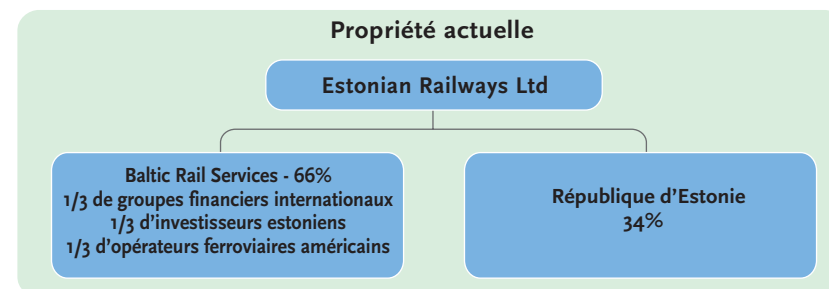 Propriété actuelle
Estonian Railways Ltd
Baltic Rail Services - 66%
1/3 de groupes financiers internationaux
1/3 d'investisseurs estoniens
1/3 d'opérateurs ferroviaires américains
République d'Estonie
34%